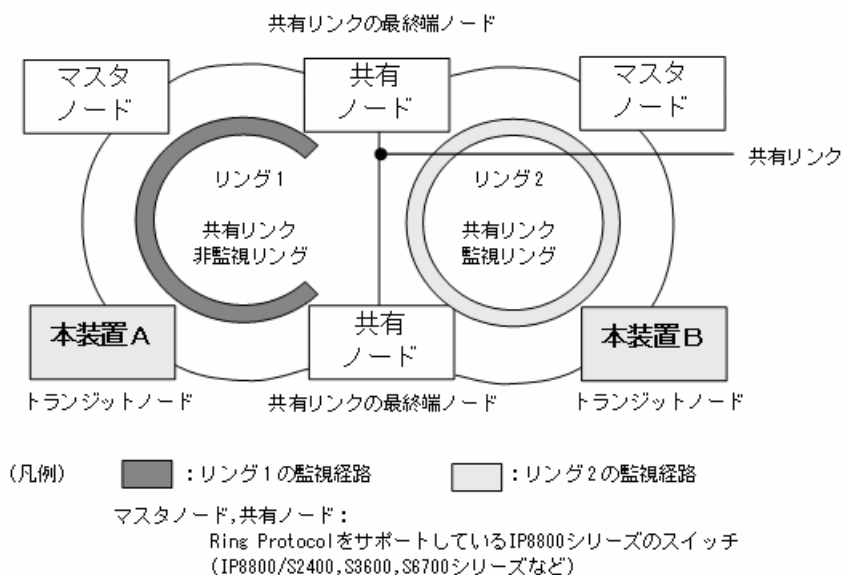 共有リンクの最終端ノード
マスタ
ノード
共有
ノード
マスタ
ノード
共有リンク
リング1
リング2
共有リンク
非監視リング
共有リンク
監視リング
本装置A
共有
ノード
本装置B
トランジットノード
共有リンクの最終端ノード
トランジットノード
(凡例)
:リング1の監視経路
:リング2の監視経路
マスタノード,共有ノード:
Ring ProtocolをサポートしているIP8800シリーズのスイッチ
(IP8800/S2400,S3600,S6700シリーズなど)